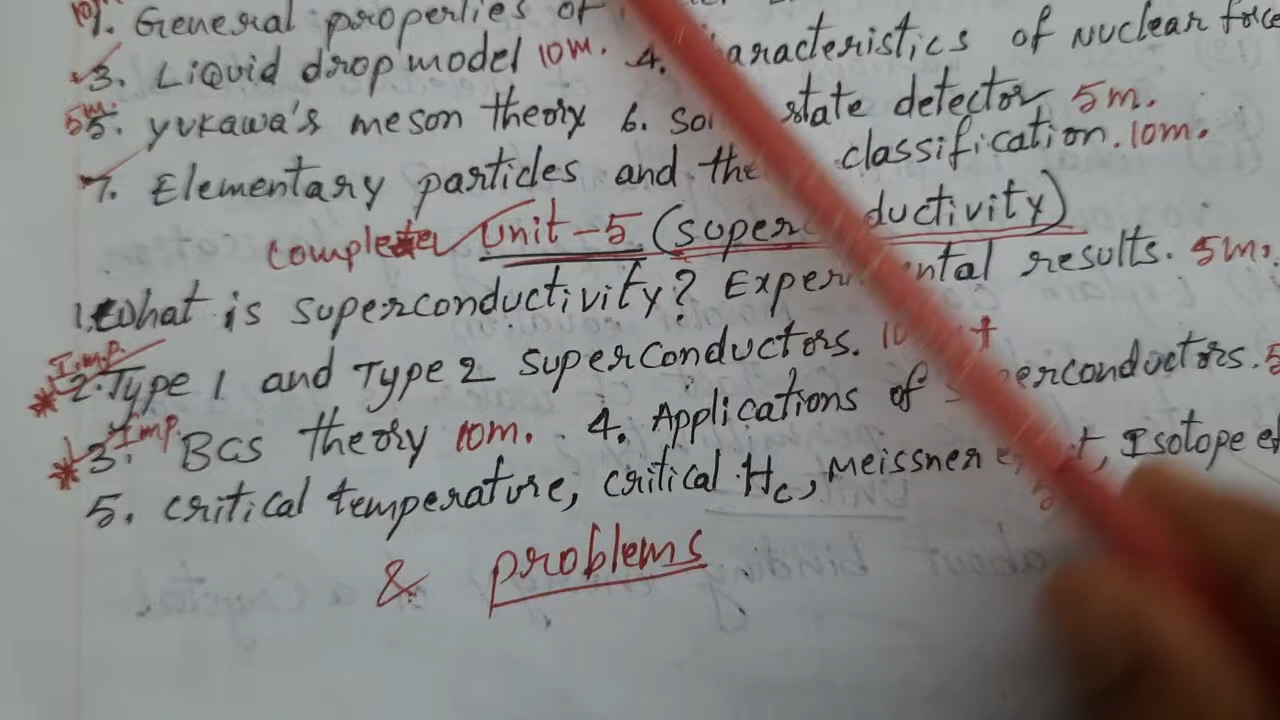 1. General properties of
3. Liquid drop model 10m. 4. aracteristics of nuclear force
5m. 5. yukawa's meson theory 6. so state detector 5m.
7. Elementary particles and the classification. 10m.
complete Unit-5 (super ductivity)
1. What is superconductivity? Exper ental results. 5m.
Imp. * 2. Type 1 and Type 2 superconductors. 10
* 3. Imp. BCS theory 10m. 4. Applications of perconductors. 5
5. critical temperature, critical Hc, Meissner e t, Isotope ef
& problems